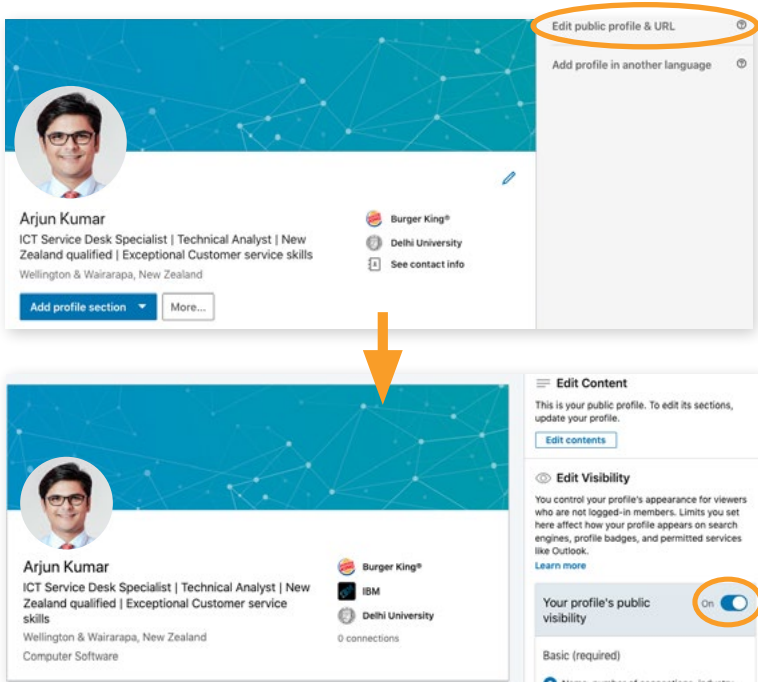 Edit public profile & URL
Add profile in another language
Arjun Kumar
ICT Service Desk Specialist | Technical Analyst | New
Zealand qualified | Exceptional Customer service skills
Wellington & Wairarapa, New Zealand
Add profile section
More...
Burger King®
Delhi University
See contact info
Arjun Kumar
ICT Service Desk Specialist | Technical Analyst | New
Zealand qualified | Exceptional Customer service
skills
Wellington & Wairarapa, New Zealand
Computer Software
Burger King®
IBM
Delhi University
0 connections
Edit Content
This is your public profile. To edit its sections,
update your profile.
Edit contents
Edit Visibility
You control your profile's appearance for viewers
who are not logged-in members. Limits you set
here affect how your profile appears on search
engines, profile badges, and permitted services
like Outlook.
Learn more
Your profile's public
visibility
On
Basic (required)
Name, number of connections, industry